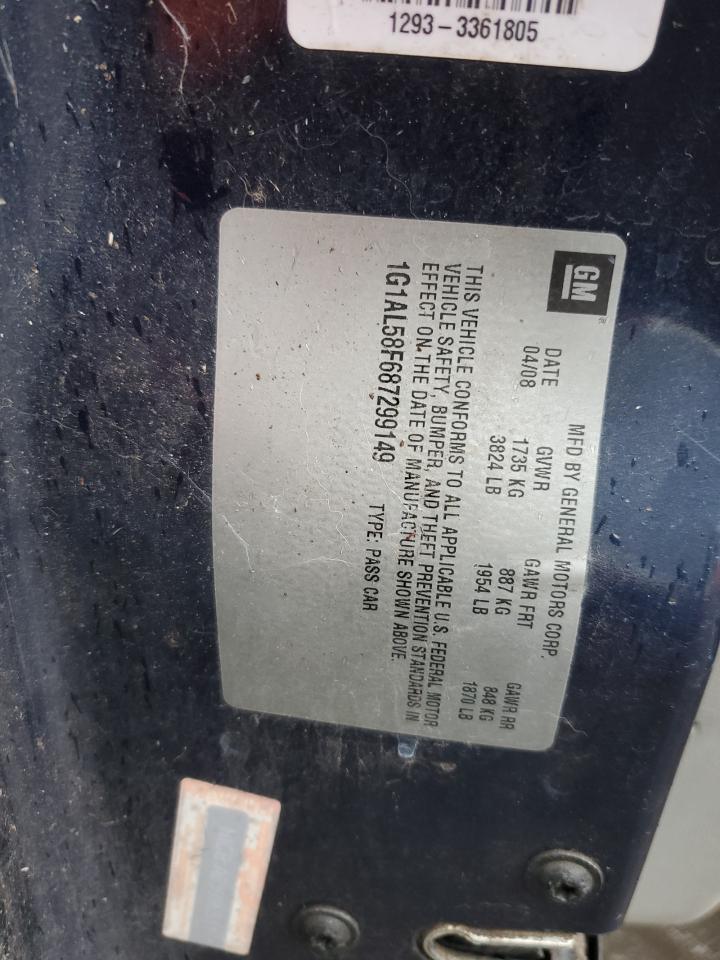 1293-3361805
GM
MFD BY GENERAL MOTORS CORP.
DATE GVWR GAWR FRT GAWR RR
04/08 1735 KG 887 KG 848 KG
3824 LB 1954 LB 1870 LB
THIS VEHICLE CONFORMS TO ALL APPLICABLE U.S. FEDERAL MOTOR
VEHICLE SAFETY, BUMPER, AND THEFT PREVENTION STANDARDS IN
EFFECT ON THE DATE OF MANUFACTURE SHOWN ABOVE.
1G1AL58F687299149 TYPE: PASS CAR